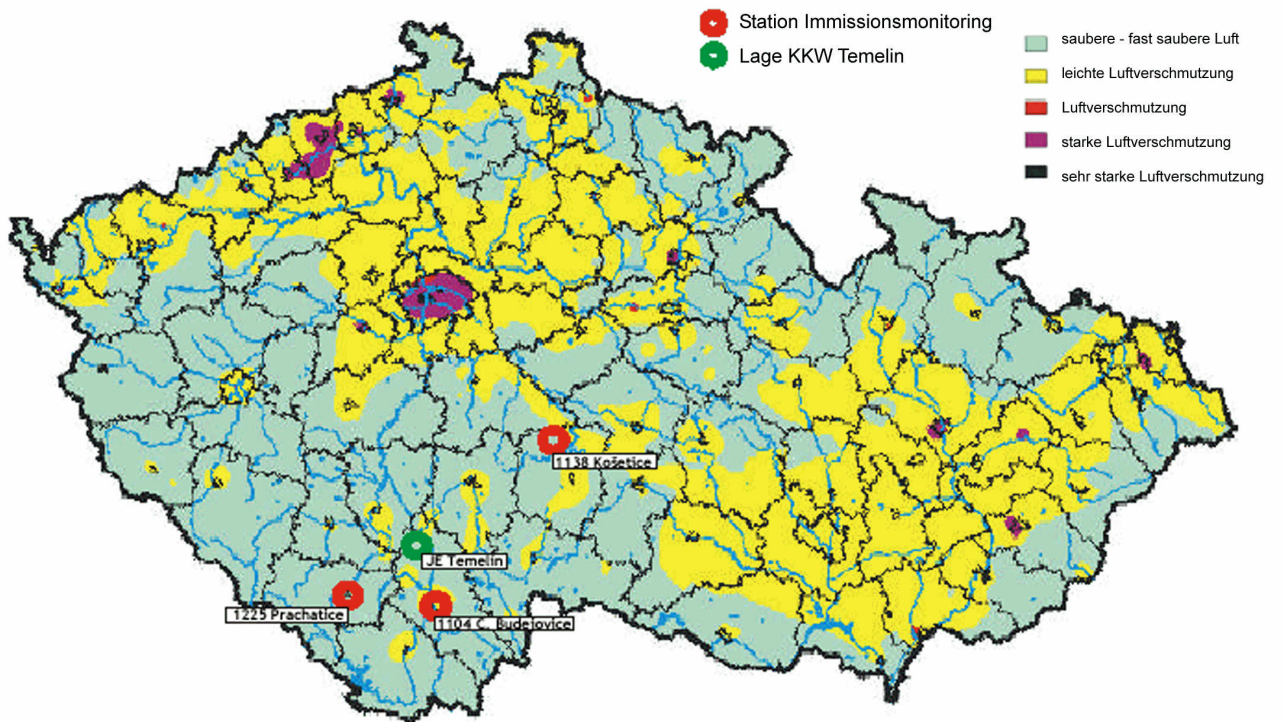 Station Immissionsmonitoring
Lage KKW Temelin
saubere - fast saubere Luft
leichte Luftverschmutzung
Luftverschmutzung
starke Luftverschmutzung
sehr starke Luftverschmutzung
1138 Košetice
JE Temelín
1225 Prachatice
1104 C. Budejovice